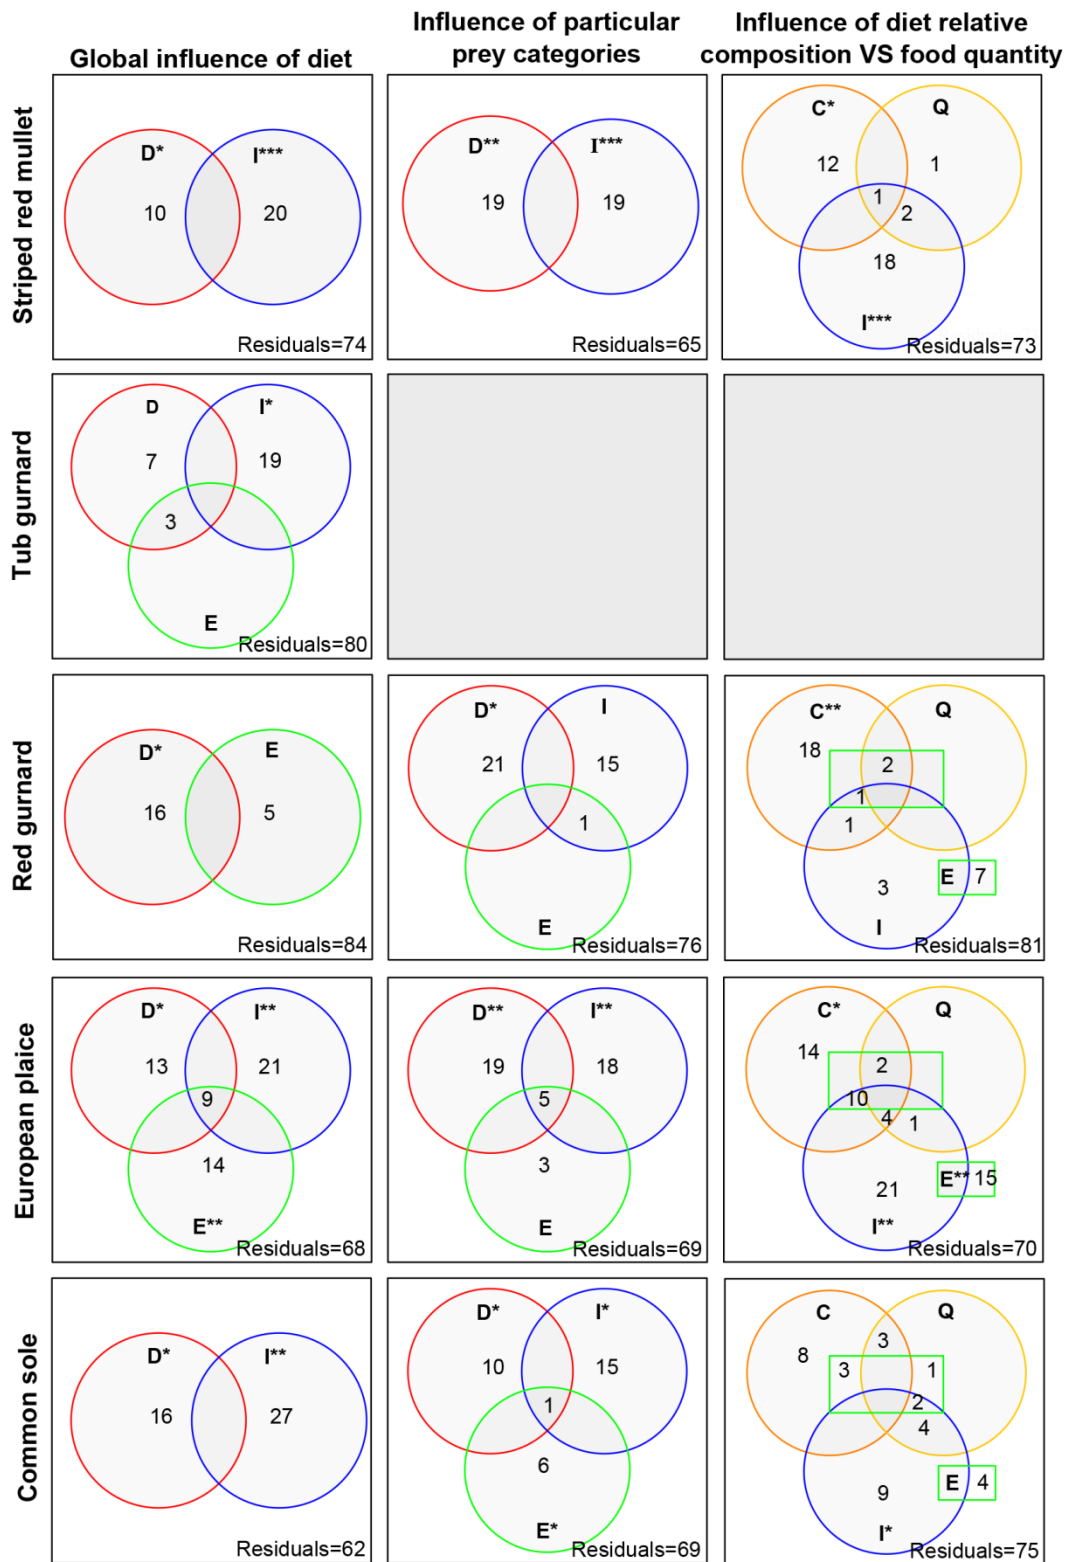 Global influence of diet
Influence of particular
prey categories
Influence of diet relative
composition VS food quantity
Striped red mullet
D*
I***
10
20
Residuals=74
D**
I***
19
19
Residuals=65
C*
Q
12
1
1
2
18
I***
Residuals=73
Tub gurnard
D
I*
7
19
3
E
Residuals=80
Red gurnard
D*
E
16
5
Residuals=84
D*
I
21
15
1
E
Residuals=76
C**
Q
18
2
1
1
3
E
7
I
Residuals=81
European plaice
D*
I**
13
21
9
14
E**
Residuals=68
D**
I**
19
18
5
3
E
Residuals=69
C*
Q
14
2
10
4
1
21
E**
15
I**
Residuals=70
Common sole
D*
I**
16
27
Residuals=62
D*
I*
10
15
1
6
E*
Residuals=69
C
Q
3
8
3
1
2
4
9
E
4
I*
Residuals=75